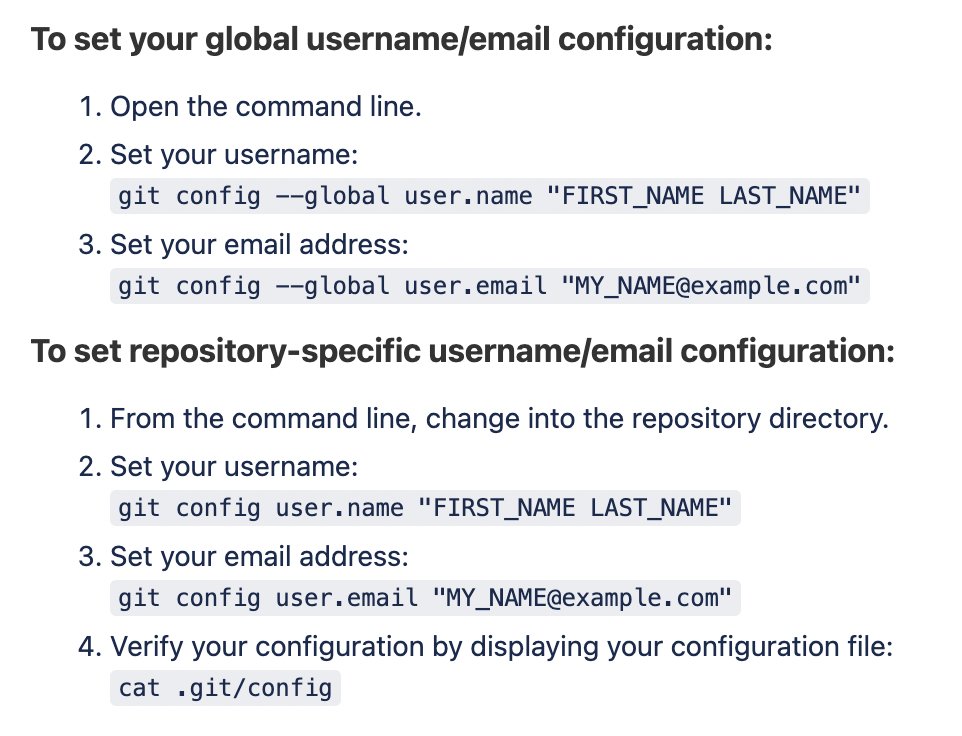 To set your global username/email configuration:
1. Open the command line.
2. Set your username:
git config --global user.name "FIRST_NAME LAST_NAME"
3. Set your email address:
git config --global user.email "MY_NAME@example.com"
To set repository-specific username/email configuration:
1. From the command line, change into the repository directory.
2. Set your username:
git config user.name "FIRST_NAME LAST_NAME"
3. Set your email address:
git config user.email "MY_NAME@example.com"
4. Verify your configuration by displaying your configuration file:
cat .git/config